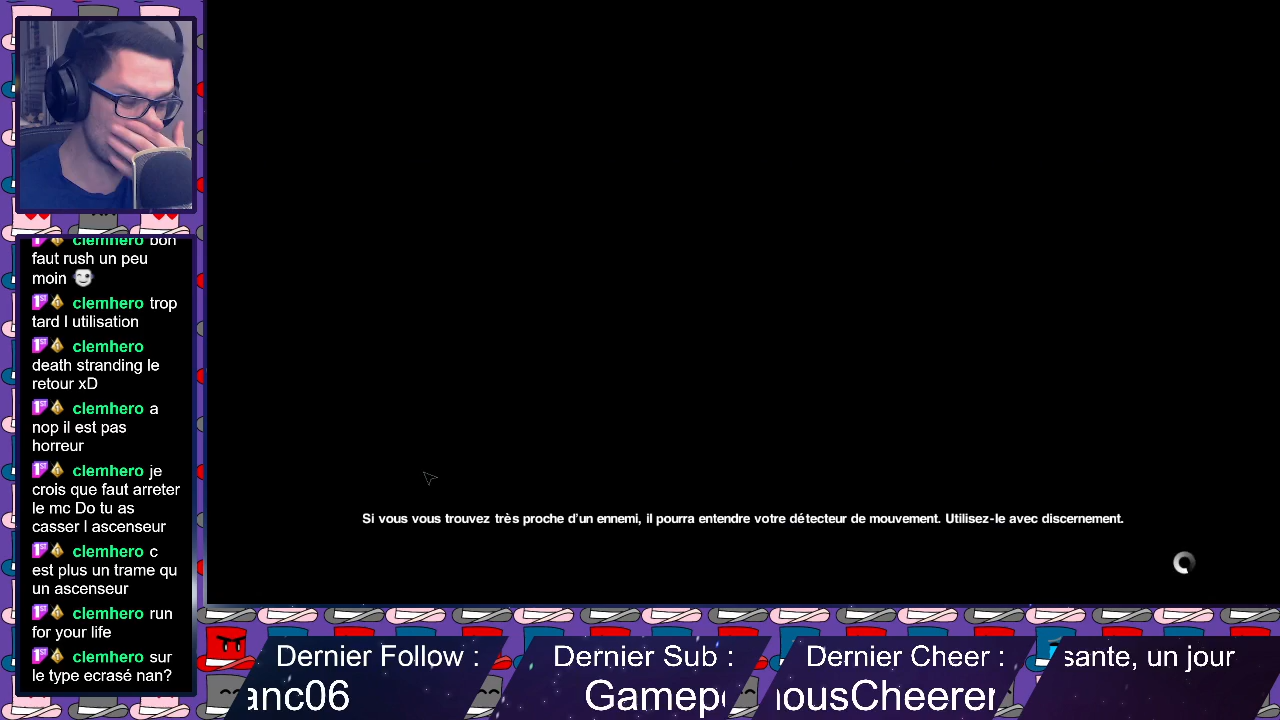 clemhero bon
faut rush un peu
moin
clemhero trop
tard l utilisation
clemhero
death stranding le
retour xD
clemhero a
nop il est pas
horreur
clemhero je
crois que faut arreter
le mc Do tu as
casser l ascenseur
clemhero c
est plus un trame qu
un ascenseur
clemhero run
for your life
clemhero sur
le type ecrasé nan?
Si vous vous trouvez très proche d'un ennemi, il pourra entendre votre détecteur de mouvement. Utilisez-le avec discernement.
Dernier Follow :
anc06
Dernier Sub :
Gamep
Dernier Cheer :
nousCheerer
sante, un jour